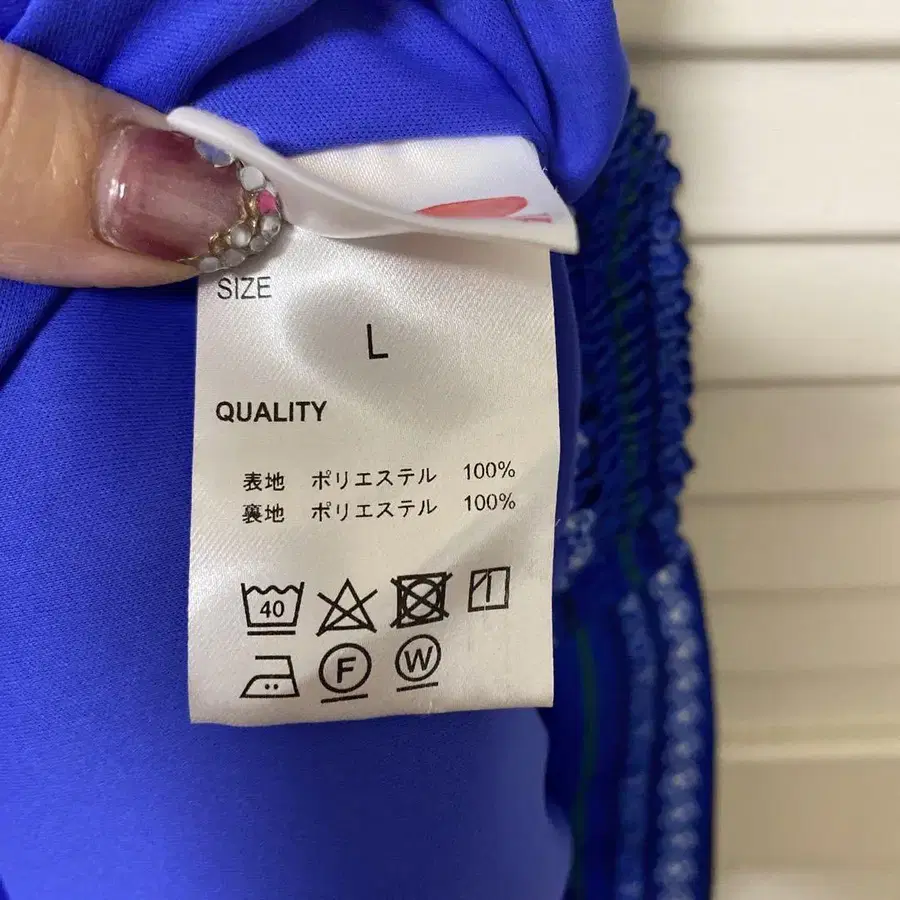 SIZE
L
QUALITY
表地 ポリエステル 100%
裏地 ポリエステル 100%
40
F W